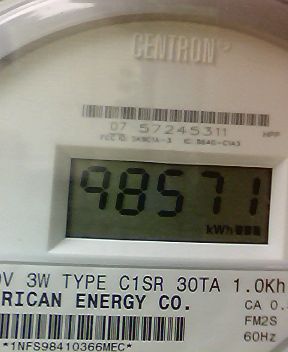 CENTRON®
07 57245311
HPP
98571
kWh
V 3W TYPE C1SR 30TA 1.0Kh
RICAN ENERGY CO.
CA 0.
FM2S
60Hz
*1NFS98410366MEC*